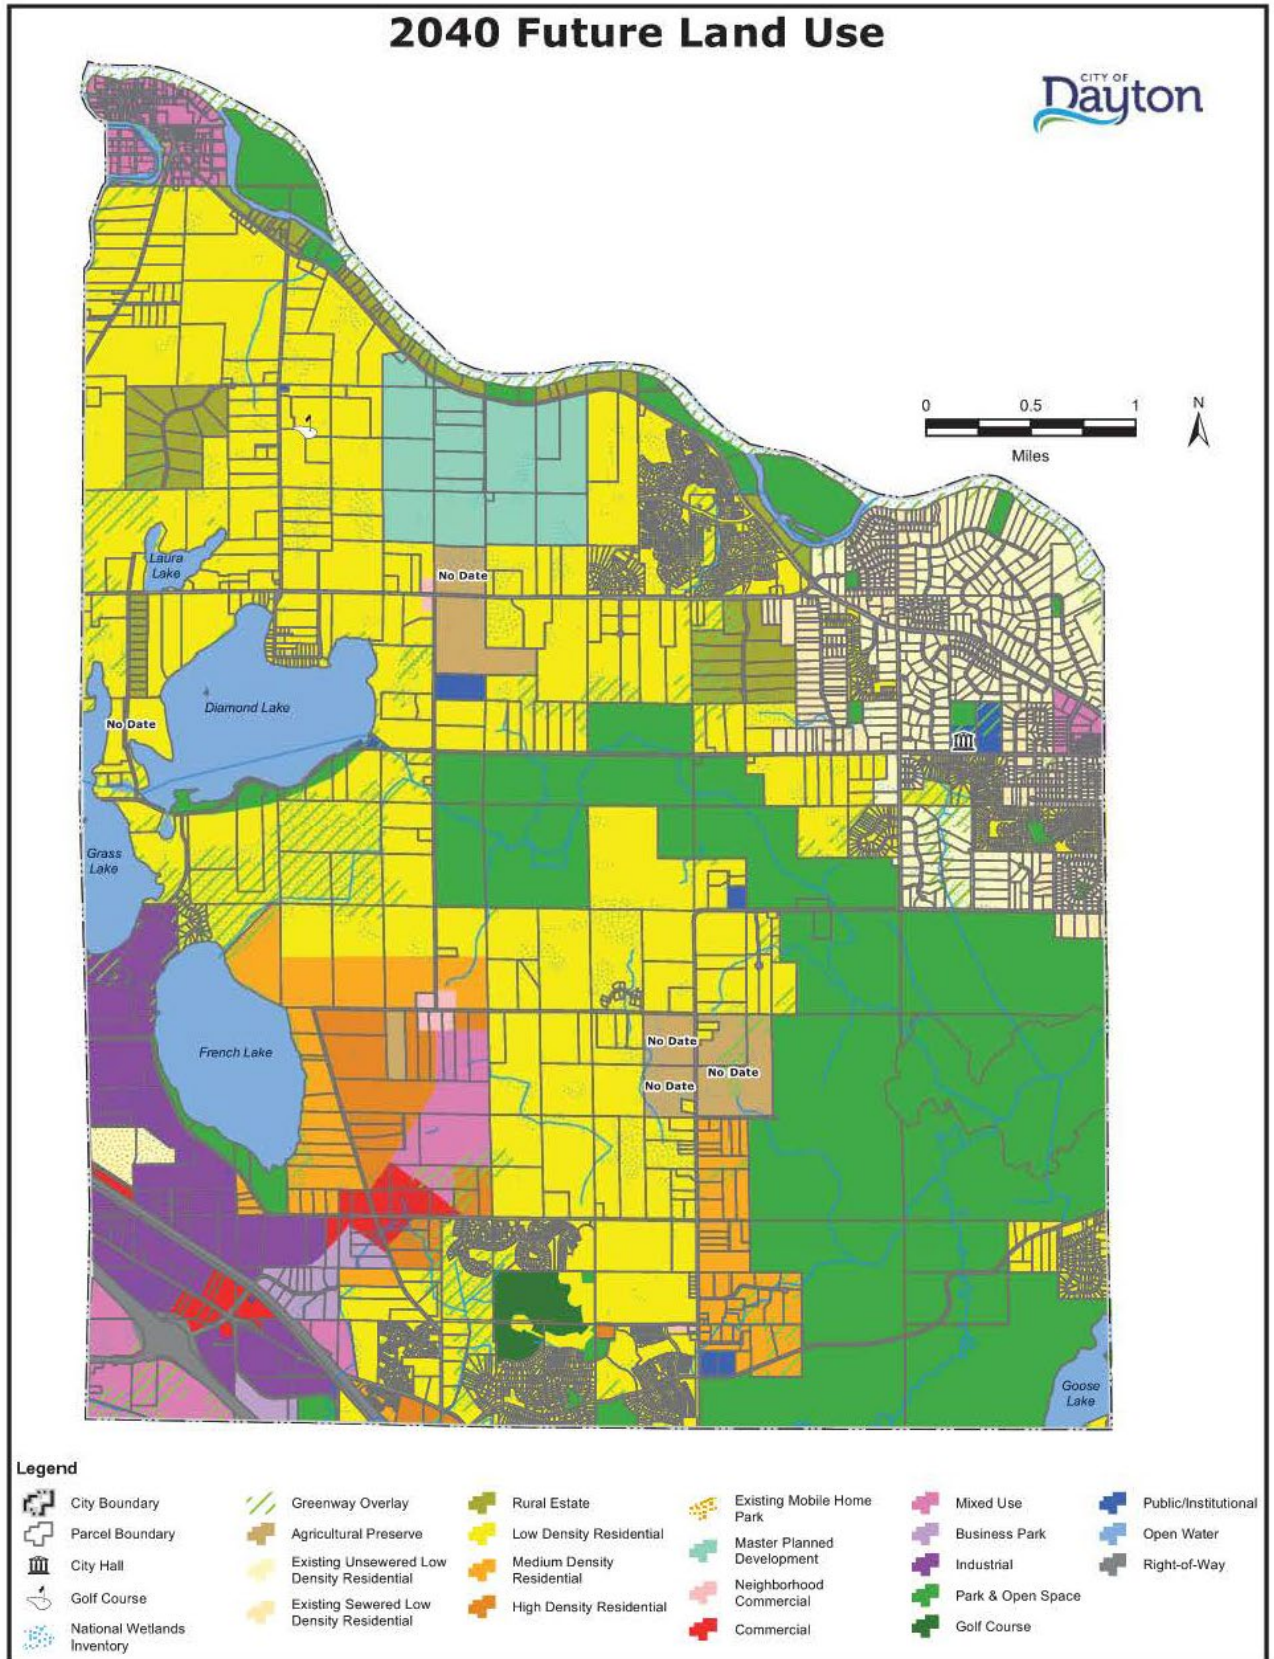 2040 Future Land Use
CITY OF
Dayton
0 0.5 1
Miles
N
Laura
Lake
No Date
Diamond Lake
No Date
Grass
Lake
French Lake
No Date
No Date
No Date
Goose
Lake
Legend
City Boundary
Parcel Boundary
City Hall
Golf Course
National Wetlands
Inventory
Greenway Overlay
Agricultural Preserve
Existing Unsewered Low
Density Residential
Existing Sewered Low
Density Residential
Rural Estate
Low Density Residential
Medium Density
Residential
High Density Residential
Existing Mobile Home
Park
Master Planned
Development
Neighborhood
Commercial
Commercial
Mixed Use
Business Park
Industrial
Park & Open Space
Golf Course
Public/Institutional
Open Water
Right-of-Way